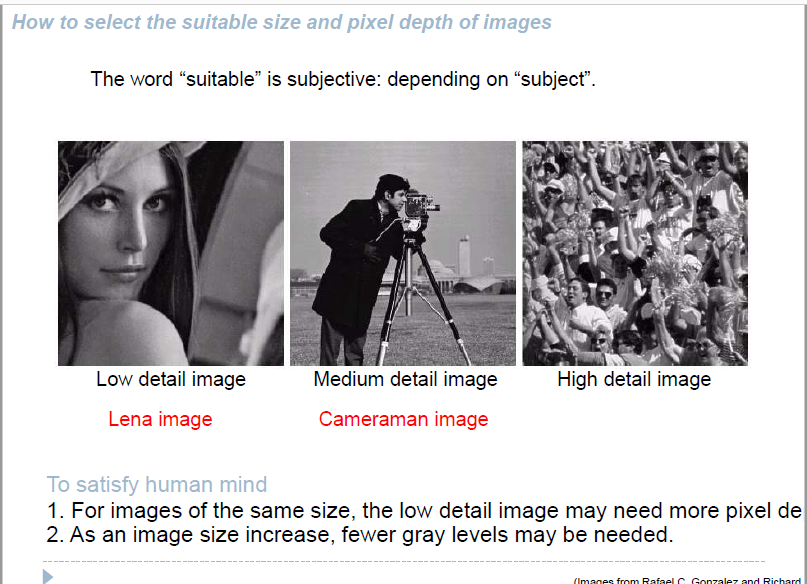 How to select the suitable size and pixel depth of images
The word “suitable” is subjective: depending on “subject”.
Low detail image
Medium detail image
High detail image
Lena image
Cameraman image
To satisfy human mind
1. For images of the same size, the low detail image may need more pixel de
2. As an image size increase, fewer gray levels may be needed.
(Images from Rafael C. Gonzalez and Richard